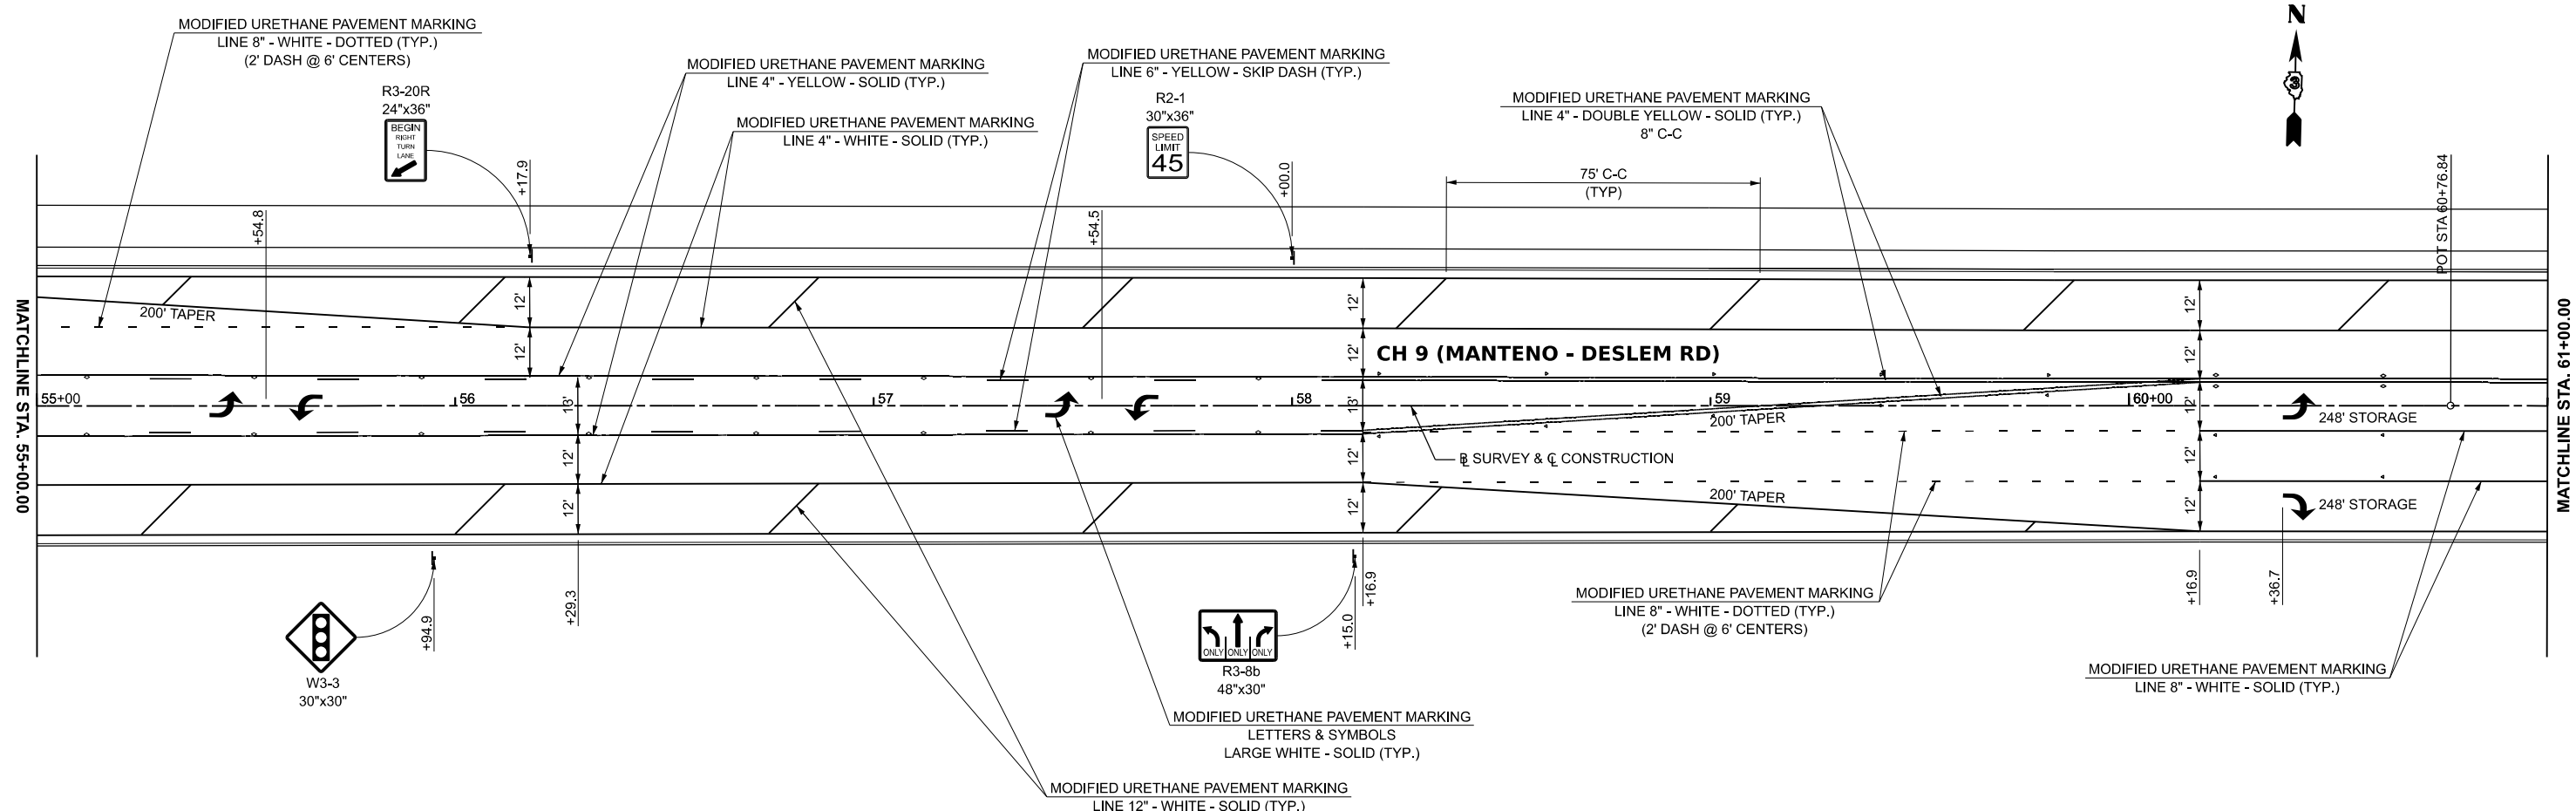 MODIFIED URETHANE PAVEMENT MARKING
LINE 8" - WHITE - DOTTED (TYP.)
(2' DASH @ 6' CENTERS)
R3-20R
24"x36"
BEGIN
RIGHT
TURN
LANE
MODIFIED URETHANE PAVEMENT MARKING
LINE 4" - YELLOW - SOLID (TYP.)
MODIFIED URETHANE PAVEMENT MARKING
LINE 4" - WHITE - SOLID (TYP.)
MODIFIED URETHANE PAVEMENT MARKING
LINE 6" - YELLOW - SKIP DASH (TYP.)
R2-1
30"x36"
SPEED
LIMIT
45
MODIFIED URETHANE PAVEMENT MARKING
LINE 4" - DOUBLE YELLOW - SOLID (TYP.)
8" C-C
N
3
75' C-C
(TYP)
+54.8
+17.9
+54.5
+00.0
POT STA 60+76.84
MATCHLINE STA. 55+00.00
200' TAPER
12'
12'
12'
12'
12'
12'
CH 9 (MANTENO - DESLEM RD)
55+00
56
57
58
59
60+00
13'
13'
12'
200' TAPER
248' STORAGE
12'
12'
12'
℄ SURVEY & ℄ CONSTRUCTION
12'
12'
200' TAPER
12'
248' STORAGE
MATCHLINE STA. 61+00.00
+94.9
+29.3
+15.0
+16.9
+16.9
+36.7
W3-3
30"x30"
ONLY ONLY ONLY
R3-8b
48"x30"
MODIFIED URETHANE PAVEMENT MARKING
LINE 8" - WHITE - DOTTED (TYP.)
(2' DASH @ 6' CENTERS)
MODIFIED URETHANE PAVEMENT MARKING
LINE 8" - WHITE - SOLID (TYP.)
MODIFIED URETHANE PAVEMENT MARKING
LETTERS & SYMBOLS
LARGE WHITE - SOLID (TYP.)
MODIFIED URETHANE PAVEMENT MARKING
LINE 12" - WHITE - SOLID (TYP.)